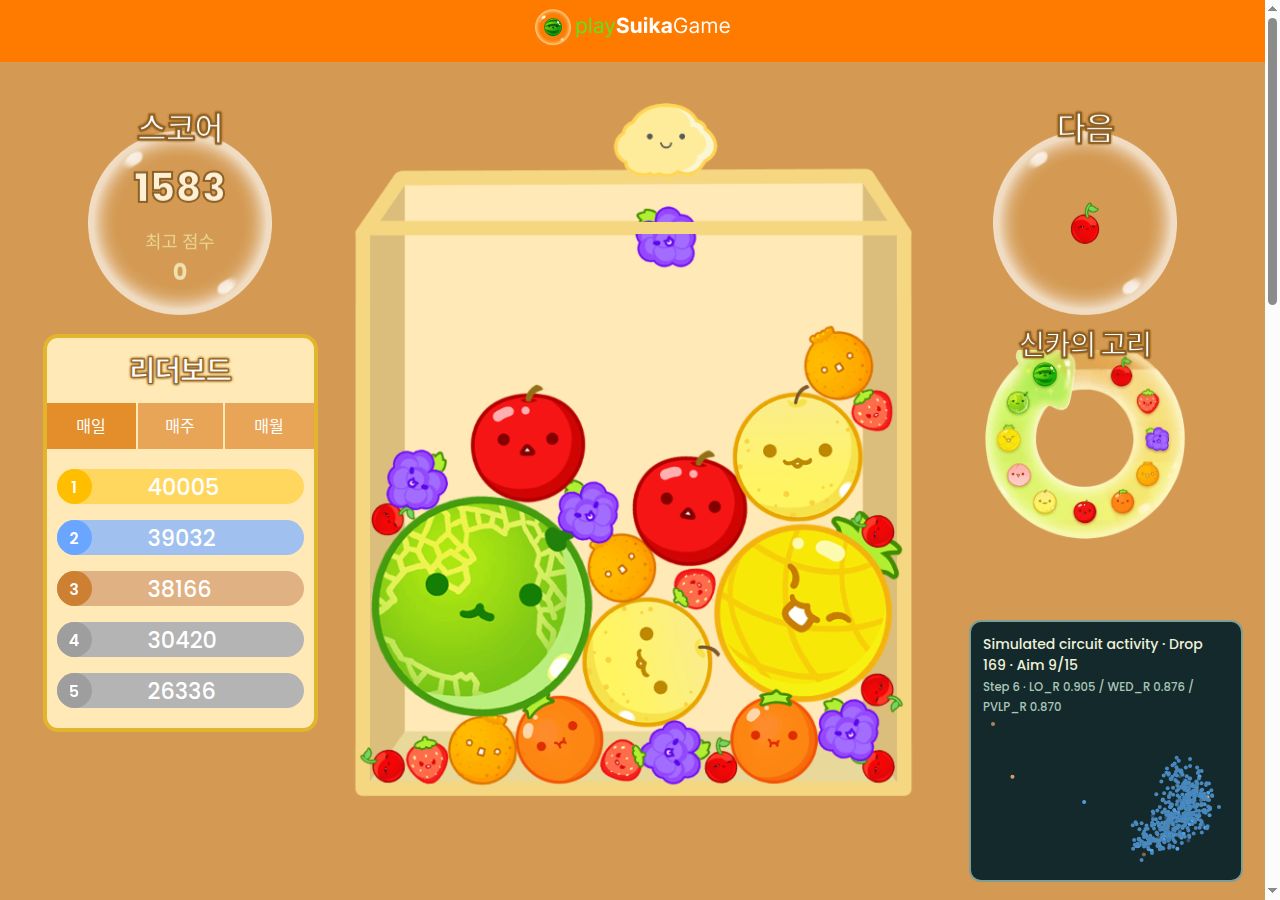 playSuikaGame
스코어
1583
최고 점수
0
다음
신카의 고리
리더보드
매일 매주 매월
1 40005
2 39032
3 38166
4 30420
5 26336
Simulated circuit activity · Drop
169 · Aim 9/15
Step 6 · LO_R 0.905 / WED_R 0.876 /
PVLP_R 0.870